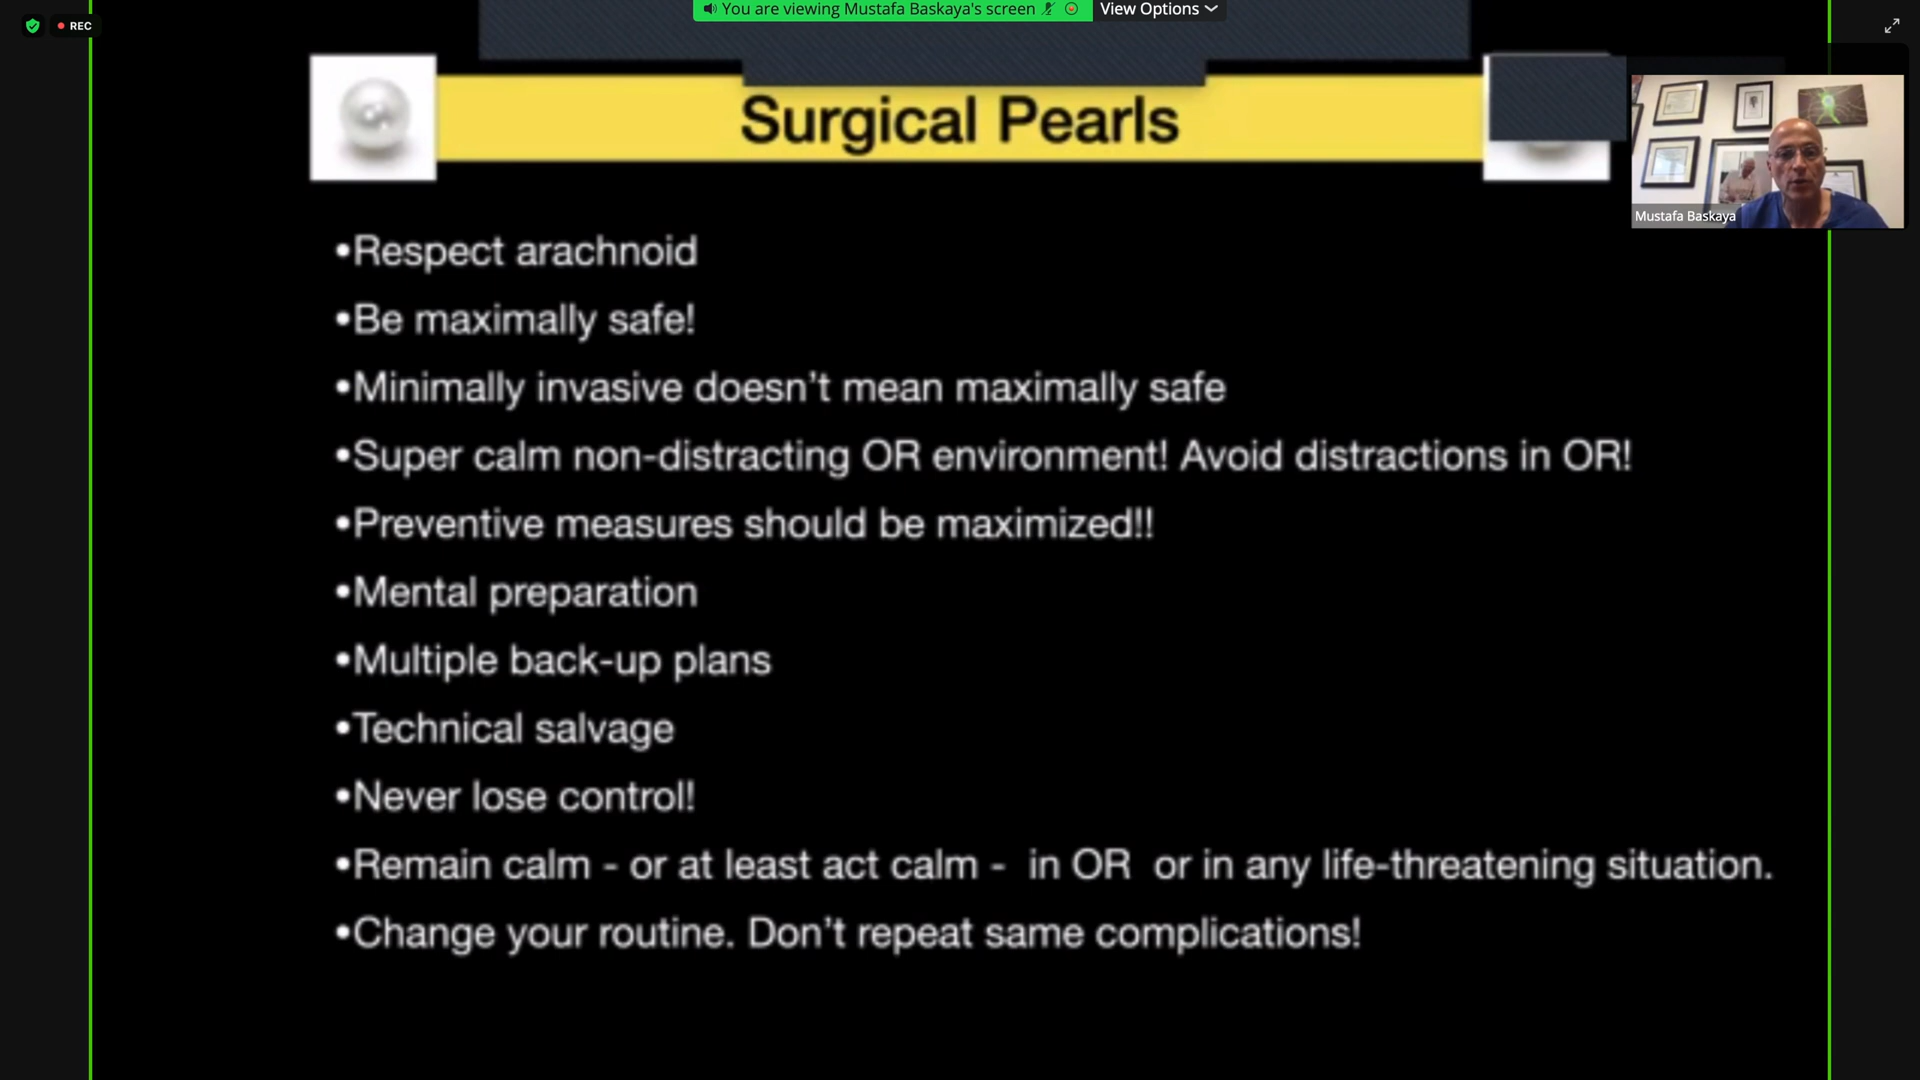 REC
You are viewing Mustafa Baskaya's screen
View Options
Surgical Pearls
Mustafa Baskaya
•Respect arachnoid
•Be maximally safe!
•Minimally invasive doesn’t mean maximally safe
•Super calm non-distracting OR environment! Avoid distractions in OR!
•Preventive measures should be maximized!!
•Mental preparation
•Multiple back-up plans
•Technical salvage
•Never lose control!
•Remain calm - or at least act calm -  in OR  or in any life-threatening situation.
•Change your routine. Don’t repeat same complications!